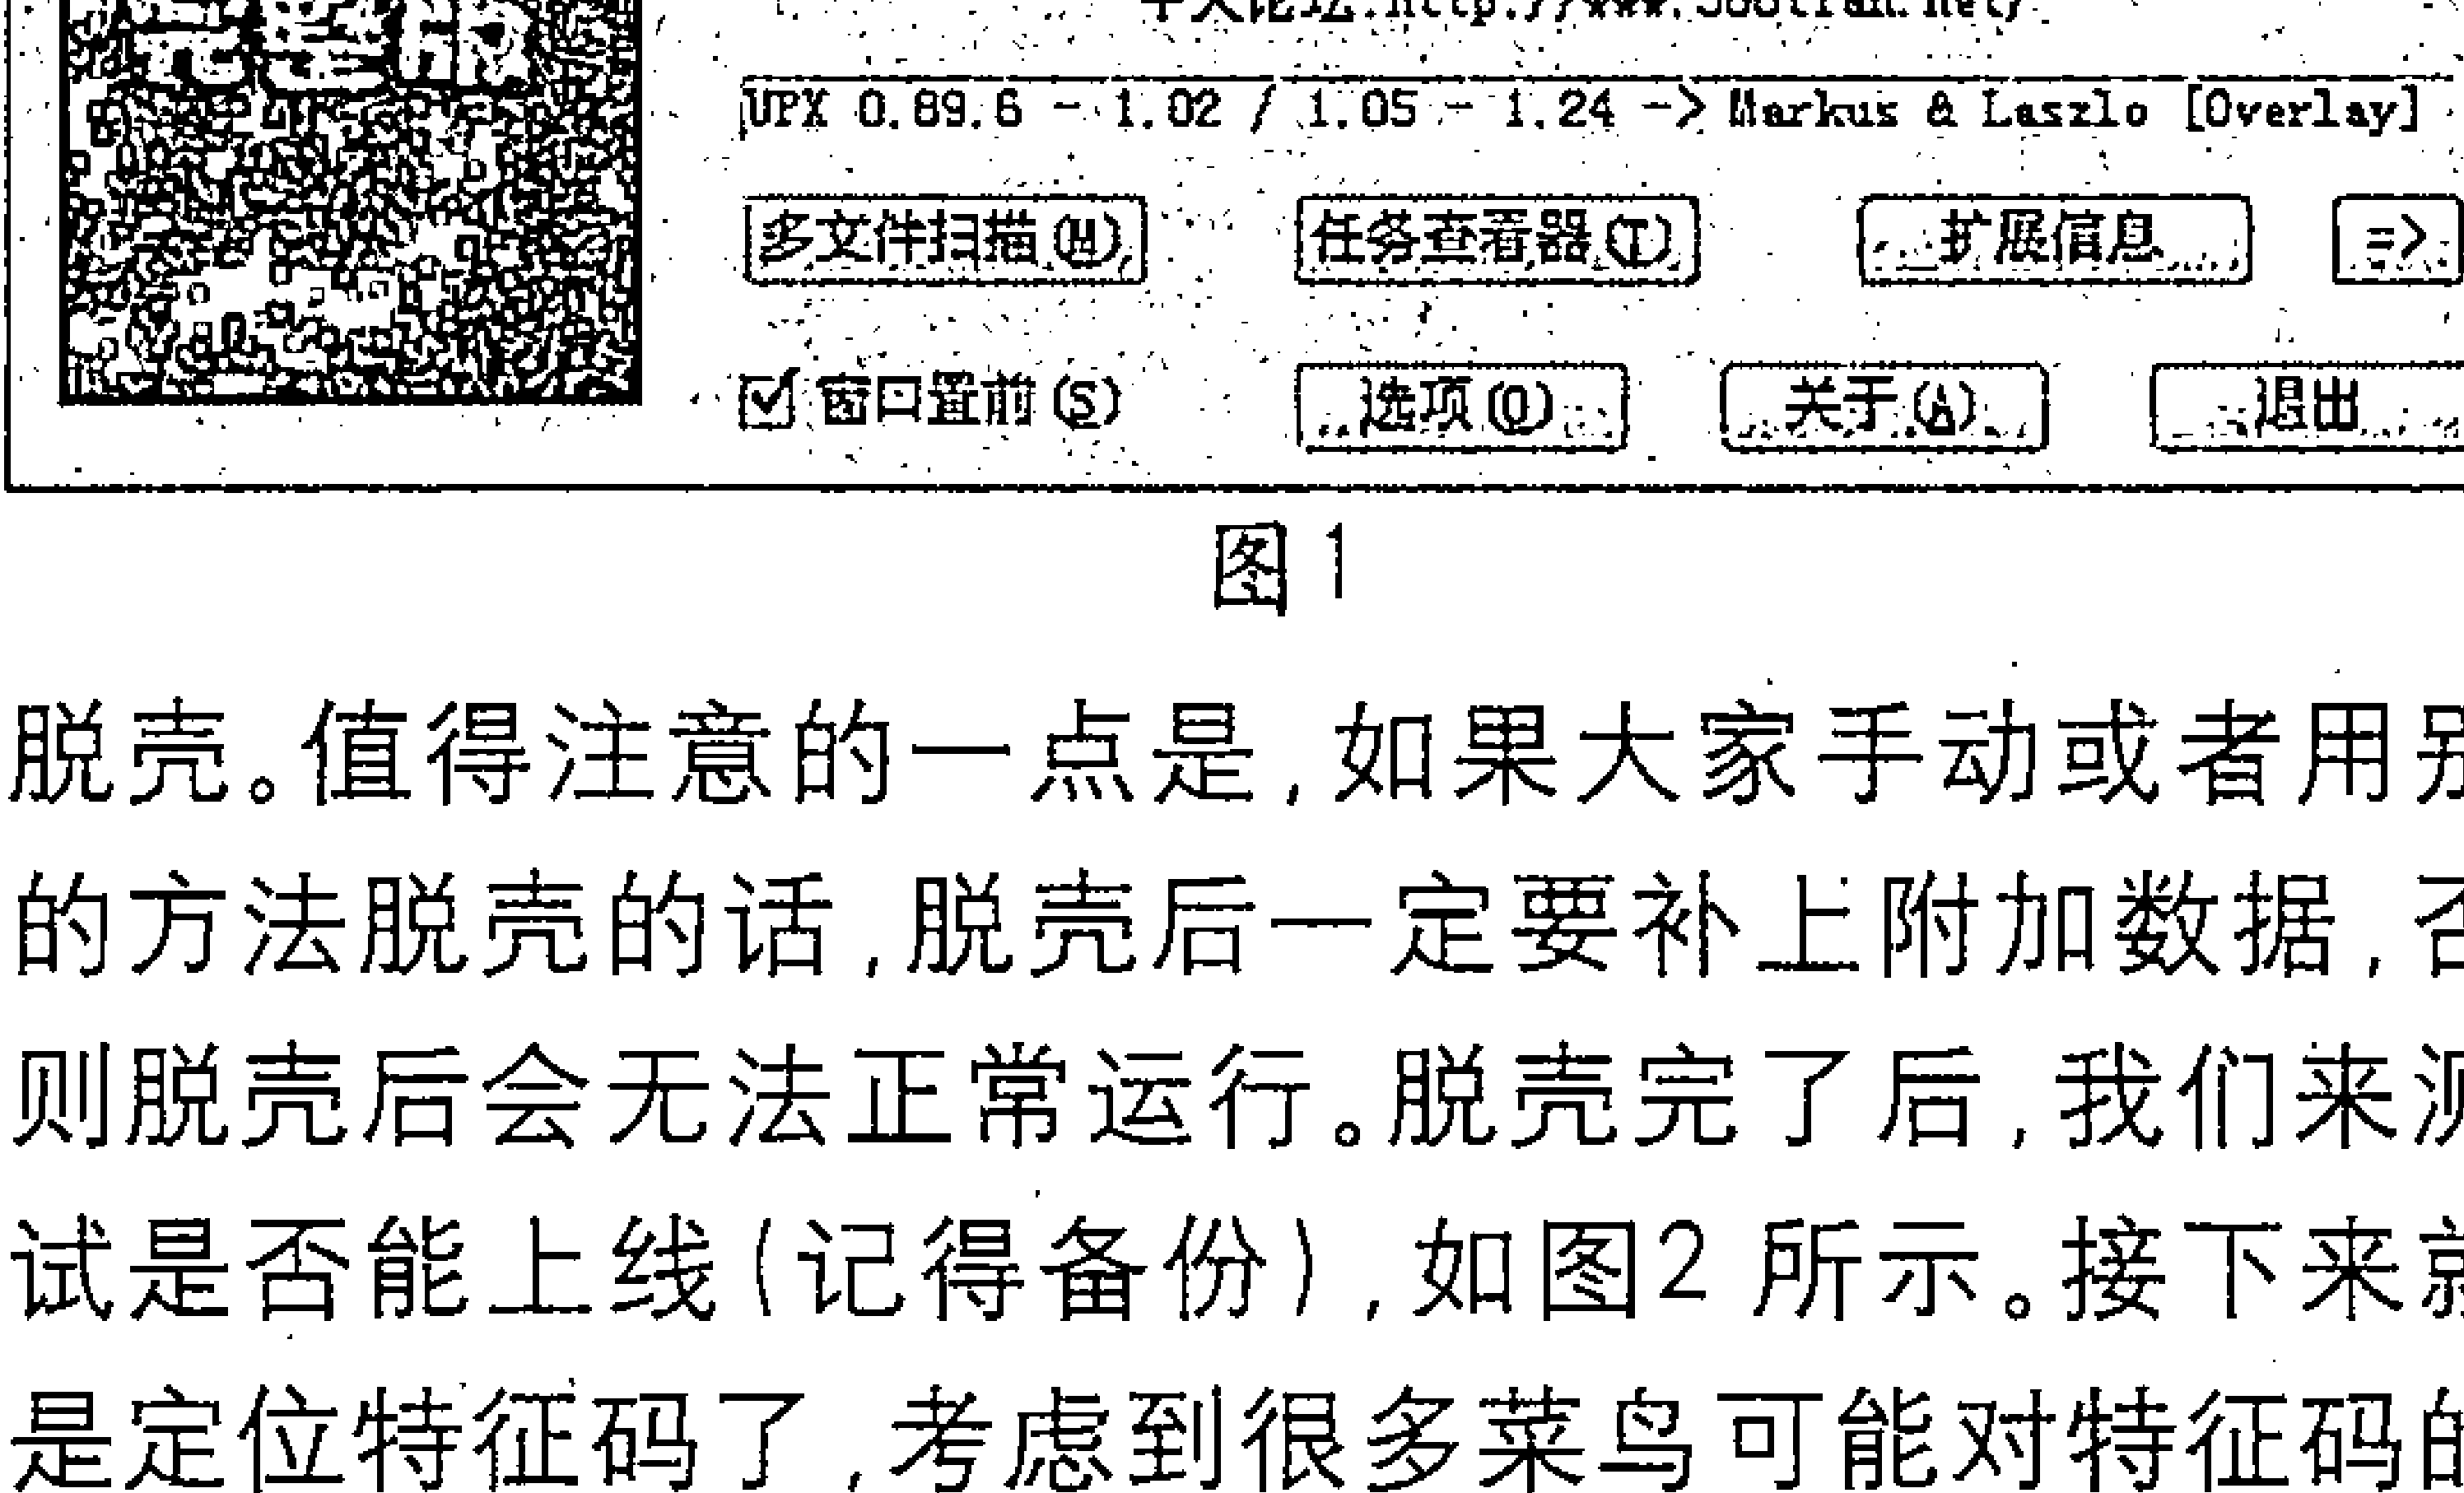 UPX 0.89.6 - 1.02 / 1.05 - 1.24 -> Markus & Laszlo [Overlay]
多文件扫描(M) 任务查看器(T) 扩展信息 =>
窗口置前(S) 选项(O) 关于(A) 退出
图 1
脱壳。值得注意的一点是,如果大家手动或者用别
的方法脱壳的话,脱壳后一定要补上附加数据,否
则脱壳后会无法正常运行。脱壳完了后,我们来测
试是否能上线(记得备份),如图2 所示。接下来就
是定位特征码了,考虑到很多菜鸟可能对特征码的